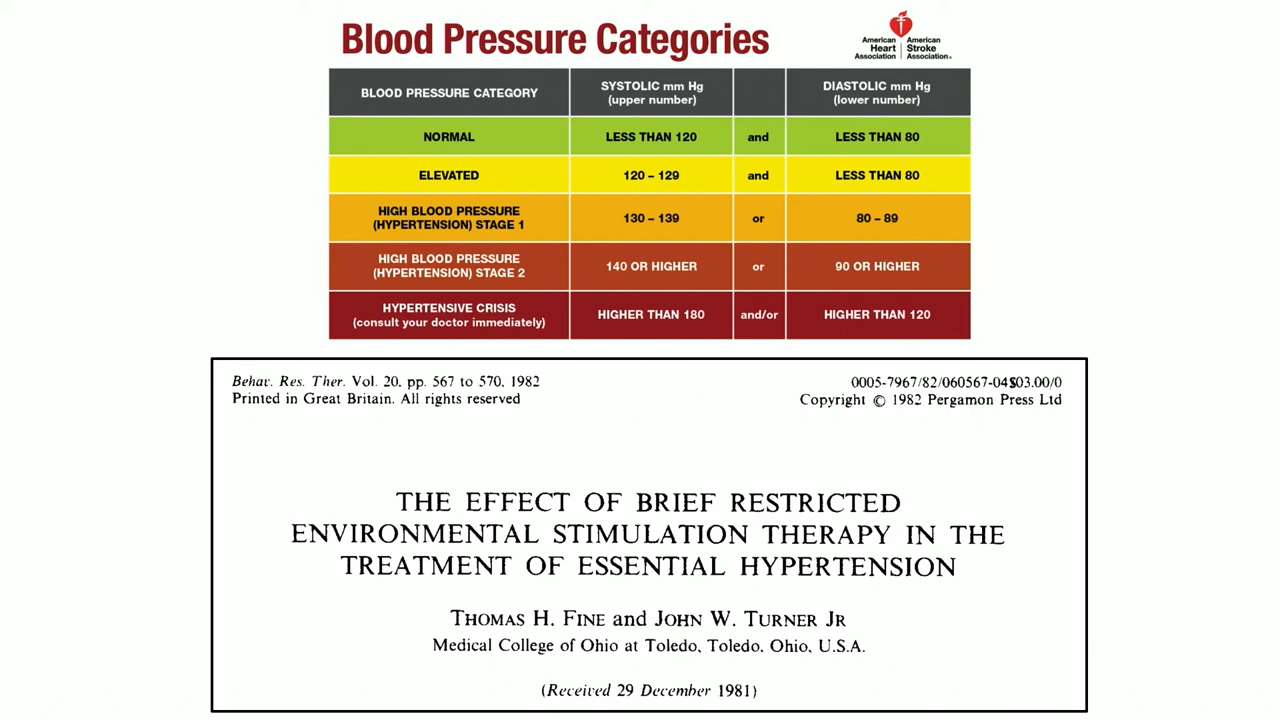 Blood Pressure Categories
American Heart Association
American Stroke Association®
BLOOD PRESSURE CATEGORY
SYSTOLIC mm Hg
(upper number)
DIASTOLIC mm Hg
(lower number)
NORMAL
LESS THAN 120
and
LESS THAN 80
ELEVATED
120 – 129
and
LESS THAN 80
HIGH BLOOD PRESSURE
(HYPERTENSION) STAGE 1
130 – 139
or
80 – 89
HIGH BLOOD PRESSURE
(HYPERTENSION) STAGE 2
140 OR HIGHER
or
90 OR HIGHER
HYPERTENSIVE CRISIS
(consult your doctor immediately)
HIGHER THAN 180
and/or
HIGHER THAN 120
Behav. Res. Ther. Vol. 20, pp. 567 to 570, 1982
Printed in Great Britain. All rights reserved
0005-7967/82/060567-04$03.00/0
Copyright © 1982 Pergamon Press Ltd
THE EFFECT OF BRIEF RESTRICTED
ENVIRONMENTAL STIMULATION THERAPY IN THE
TREATMENT OF ESSENTIAL HYPERTENSION
THOMAS H. FINE and JOHN W. TURNER JR
Medical College of Ohio at Toledo, Toledo, Ohio, U.S.A.
(Received 29 December 1981)